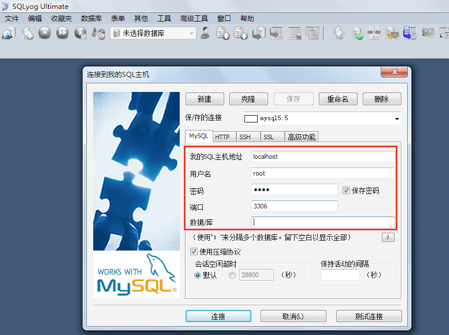 SQLyog Ultimate
文件 编辑 收藏夹 数据库 表单 其他 工具 高级工具 窗口 帮助
未选择数据库
连接到我的SQL主机
新建 克隆 保存 重命名 删除
保/存的连接 mysql5.5
MySQL HTTP SSH SSL 高级功能
我的SQL主机地址 localhost
用户名 root
密码 ●●●● 保存密码
端口 3306
数据/库
(使用';'来分隔多个数据库。留下空白以显示全部) ?
使用压缩协议
会话空闲超时 保持活动的间隔
默认 28800 (秒) (秒)
WORKS WITH
MySQL
连接 取消(L) 测试连接